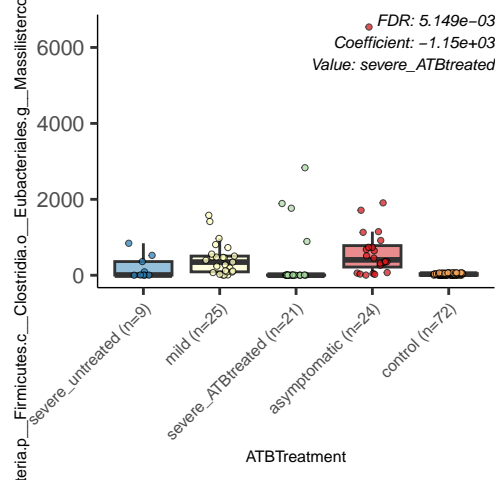 FDR: 5.149e−03
Coefficient: −1.15e+03
Value: severe_ATBtreated
6000
4000
2000
0
severe_untreated (n=9)
mild (n=25)
severe_ATBtreated (n=21)
asymptomatic (n=24)
control (n=72)
ATBTreatment
teria.p__Firmicutes.c__Clostridia.o__Eubacteriales.g__Massilisterco